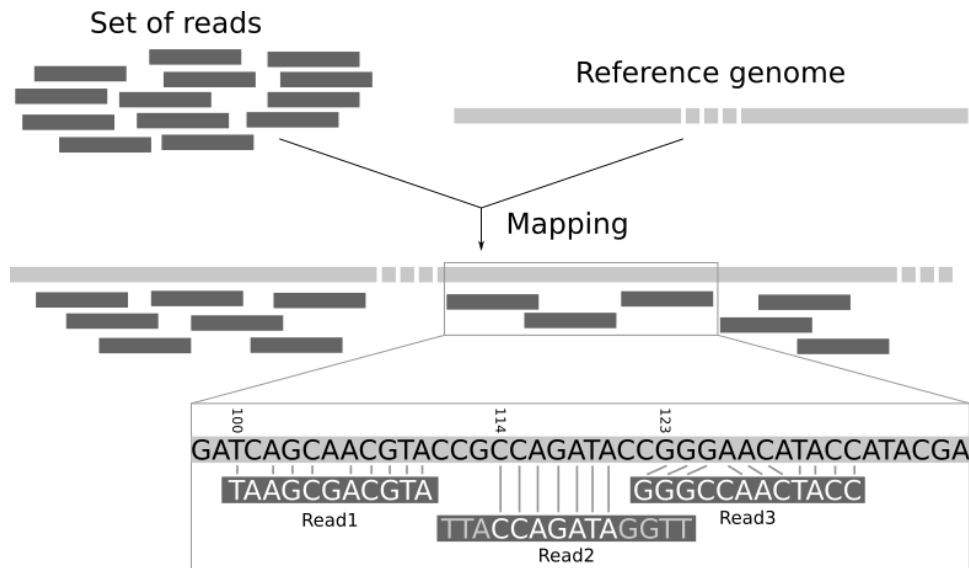 Set of reads
Reference genome
Mapping
100 114 123
GATCAGCAACGTACCGCCAGATACCGGGAACATACCATACGA
TAAGCGACGTA GGGCCAACTACC
Read1 Read3
TTACCAGATAGGTT
Read2